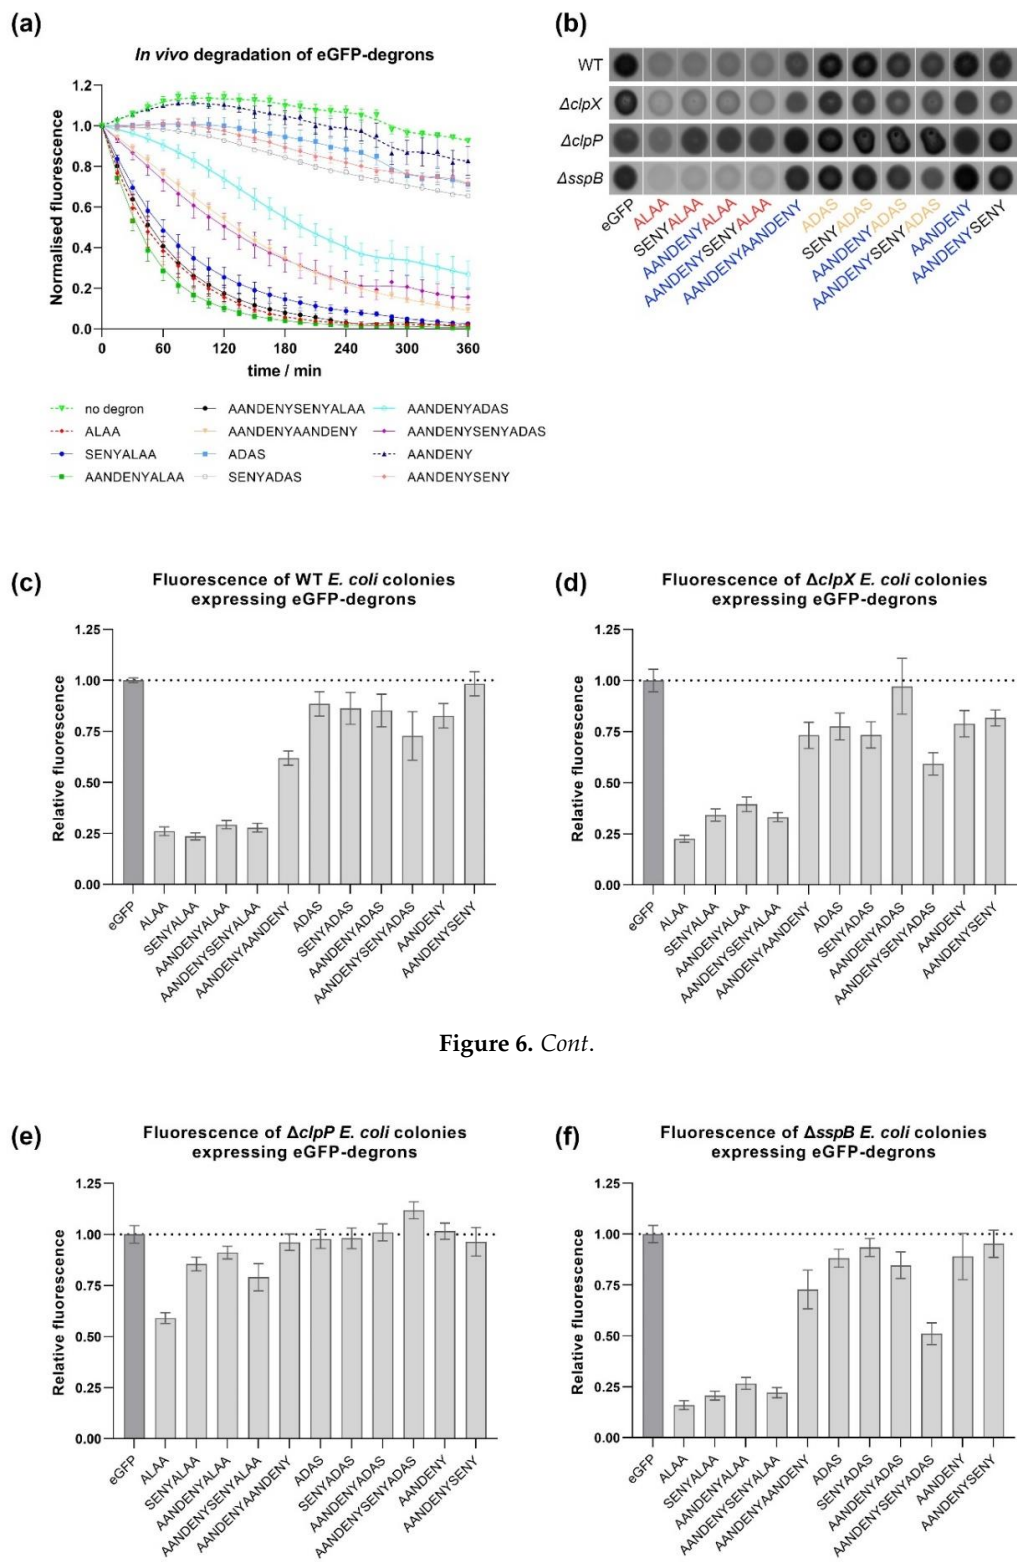 (a)
In vivo degradation of eGFP-degrons
Normalised fluorescence
1.2
1.0
0.8
0.6
0.4
0.2
0.0
0 60 120 180 240 300 360
time / min
no degron AANDENYSENYALAA AANDENYADAS
ALAA AANDENYAANDENY AANDENYSENYADAS
SENYALAA ADAS AANDENY
AANDENYALAA SENYADAS AANDENYSENY
(b)
WT
ΔclpX
ΔclpP
ΔsspB
eGFP
ALAA
SENYALAA
AANDENYALAA
AANDENYSENYALAA
AANDENYAANDENY
ADAS
SENYADAS
AANDENYADAS
AANDENYSENYADAS
AANDENY
AANDENYSENY
(c)
Fluorescence of WT E. coli colonies
expressing eGFP-degrons
Relative fluorescence
1.25
1.00
0.75
0.50
0.25
0.00
eGFP
ALAA
SENYALAA
AANDENYALAA
AANDENYSENYALAA
AANDENYAANDENY
ADAS
SENYADAS
AANDENYADAS
AANDENYSENYADAS
AANDENY
AANDENYSENY
(d)
Fluorescence of ΔclpX E. coli colonies
expressing eGFP-degrons
Relative fluorescence
1.25
1.00
0.75
0.50
0.25
0.00
eGFP
ALAA
SENYALAA
AANDENYALAA
AANDENYSENYALAA
AANDENYAANDENY
ADAS
SENYADAS
AANDENYADAS
AANDENYSENYADAS
AANDENY
AANDENYSENY
Figure 6. Cont.
(e)
Fluorescence of ΔclpP E. coli colonies
expressing eGFP-degrons
Relative fluorescence
1.25
1.00
0.75
0.50
0.25
0.00
eGFP
ALAA
SENYALAA
AANDENYALAA
AANDENYSENYALAA
AANDENYAANDENY
ADAS
SENYADAS
AANDENYADAS
AANDENYSENYADAS
AANDENY
AANDENYSENY
(f)
Fluorescence of ΔsspB E. coli colonies
expressing eGFP-degrons
Relative fluorescence
1.25
1.00
0.75
0.50
0.25
0.00
eGFP
ALAA
SENYALAA
AANDENYALAA
AANDENYSENYALAA
AANDENYAANDENY
ADAS
SENYADAS
AANDENYADAS
AANDENYSENYADAS
AANDENY
AANDENYSENY